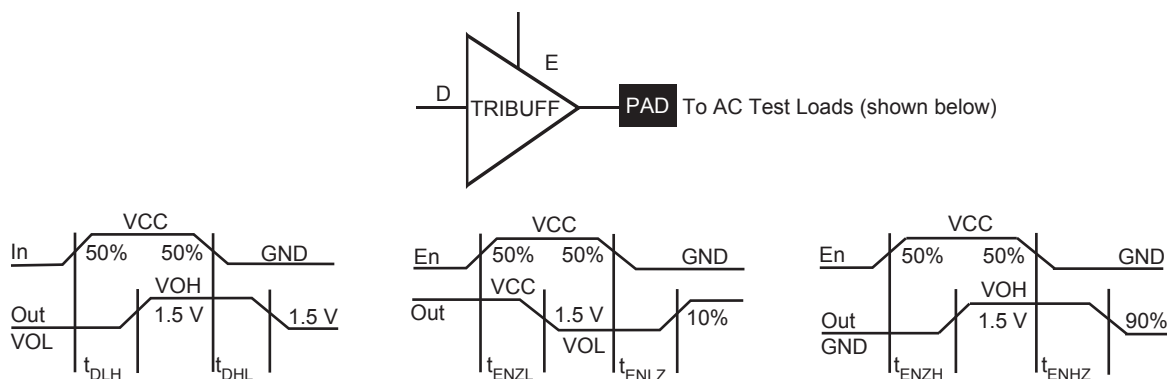 E
D
TRIBUFF
PAD To AC Test Loads (shown below)
VCC
In
50% 50%
GND
VOH
Out
1.5 V
1.5 V
VOL
tDLH
tDHL
VCC
En
50% 50%
GND
VCC
Out
1.5 V
10%
VOL
tENZL
tENLZ
VCC
En
50% 50%
GND
VOH
Out
1.5 V
90%
GND
tENZH
tENHZ